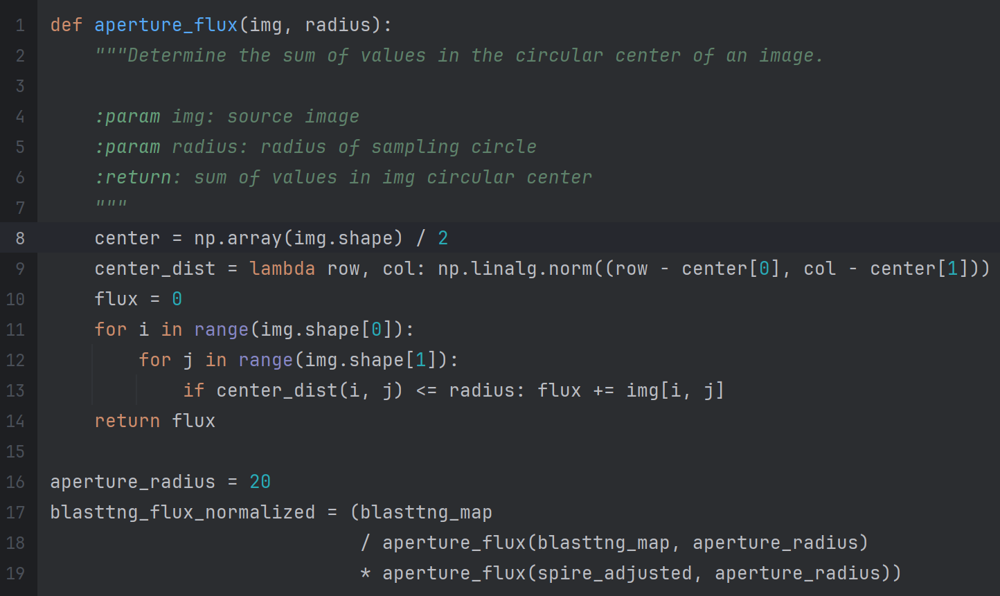 1 def aperture_flux(img, radius):
2     """Determine the sum of values in the circular center of an image.
3
4     :param img: source image
5     :param radius: radius of sampling circle
6     :return: sum of values in img circular center
7     """
8     center = np.array(img.shape) / 2
9     center_dist = lambda row, col: np.linalg.norm((row - center[0], col - center[1]))
10     flux = 0
11     for i in range(img.shape[0]):
12         for j in range(img.shape[1]):
13             if center_dist(i, j) <= radius: flux += img[i, j]
14     return flux
15
16 aperture_radius = 20
17 blasttng_flux_normalized = (blasttng_map
18                             / aperture_flux(blasttng_map, aperture_radius)
19                             * aperture_flux(spire_adjusted, aperture_radius))